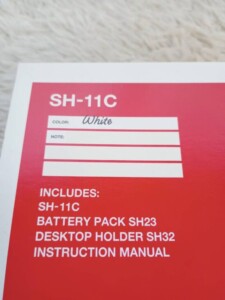 SH-11C
COLOR: White
NOTE:
INCLUDES:
SH-11C
BATTERY PACK SH23
DESKTOP HOLDER SH32
INSTRUCTION MANUAL